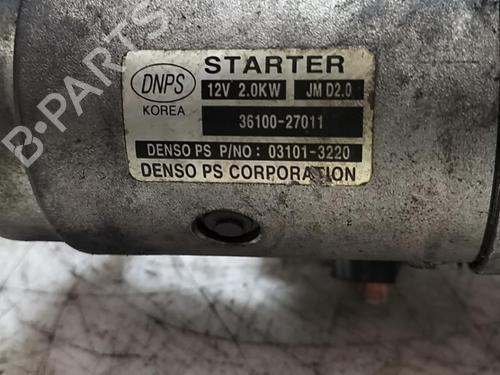 STARTER
DNPS
12V 2.0KW JM D2.0
KOREA
36100-27011
DENSO PS P/NO: 03101-3220
DENSO PS CORPORATION
B-PARTS